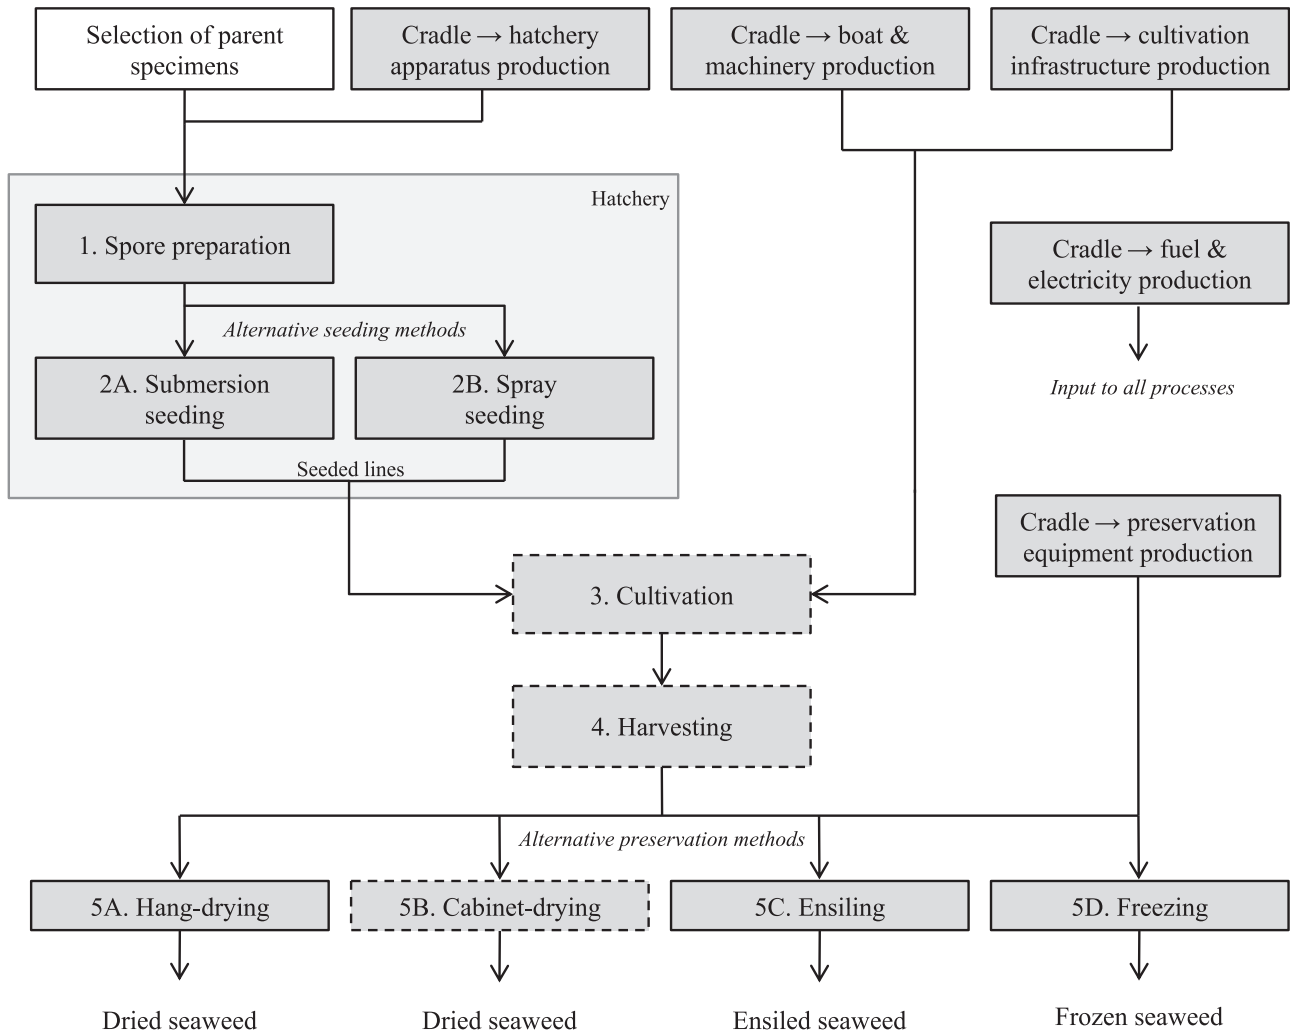 Selection of parent
specimens
Cradle → hatchery
apparatus production
Cradle → boat &
machinery production
Cradle → cultivation
infrastructure production
Hatchery
1. Spore preparation
Cradle → fuel &
electricity production
Alternative seeding methods
2A. Submersion
seeding
2B. Spray
seeding
Input to all processes
Seeded lines
Cradle → preservation
equipment production
3. Cultivation
4. Harvesting
Alternative preservation methods
5A. Hang-drying
5B. Cabinet-drying
5C. Ensiling
5D. Freezing
Dried seaweed
Dried seaweed
Ensiled seaweed
Frozen seaweed